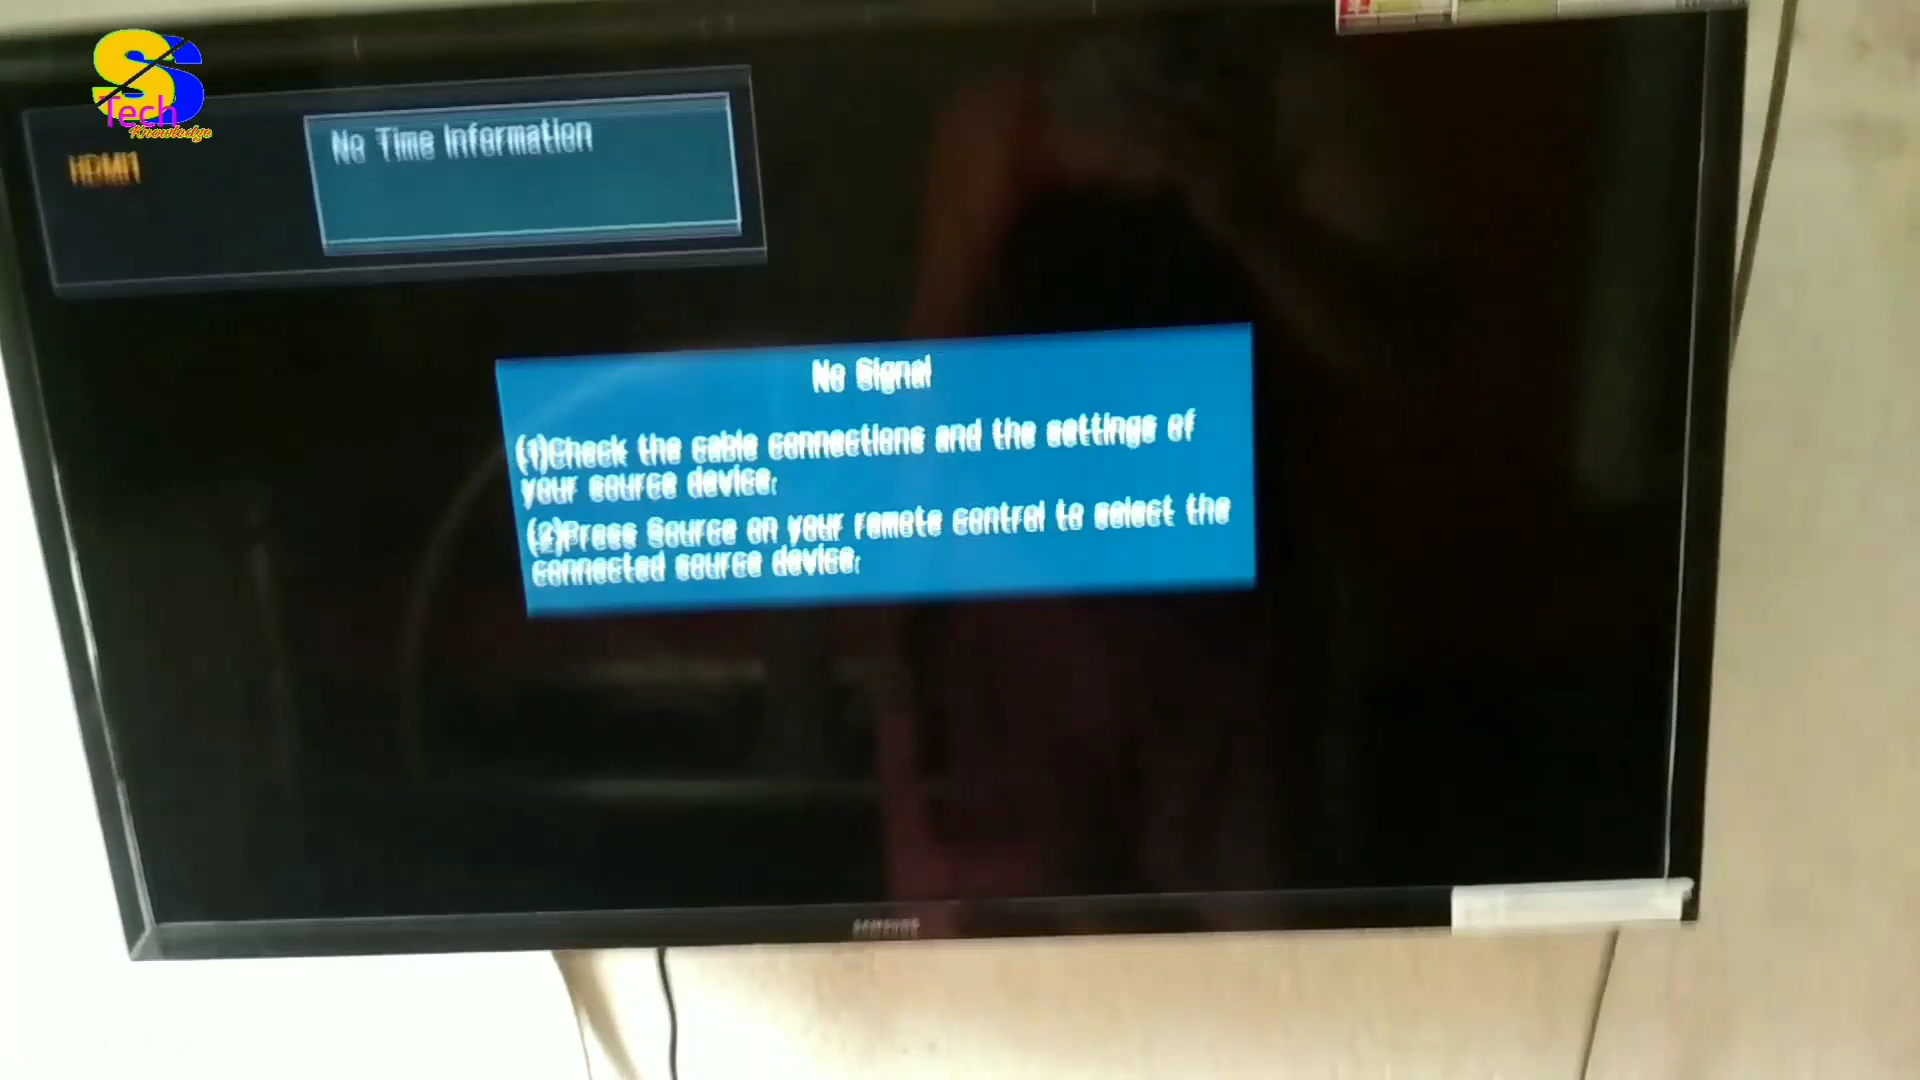 SS
Tech
Knowledge
HDMI1
No Time Information
No Signal
(1)Check the cable connections and the settings of
your source device.
(2)Press Source on your remote control to select the
connected source device.
SAMSUNG